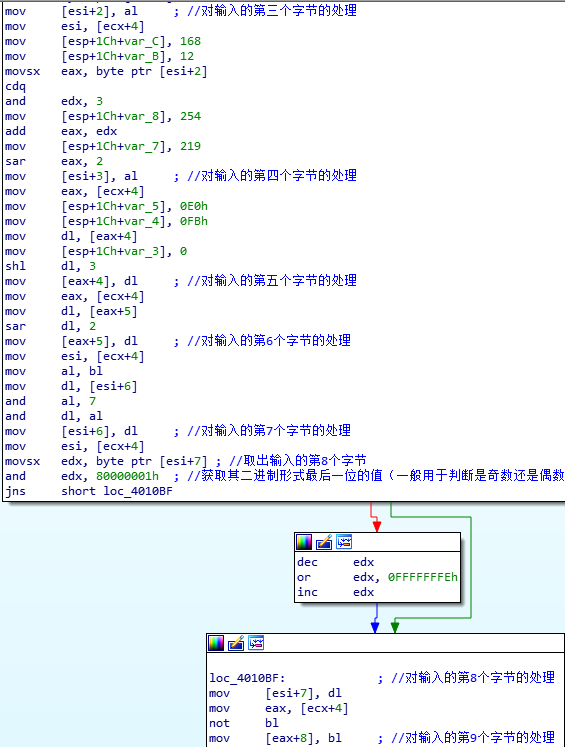 mov [esi+2], al ; //对输入的第三个字节的处理
mov esi, [ecx+4]
mov [esp+1Ch+var_C], 168
mov [esp+1Ch+var_B], 12
movsx eax, byte ptr [esi+2]
cdq
and edx, 3
mov [esp+1Ch+var_8], 254
add eax, edx
mov [esp+1Ch+var_7], 219
sar eax, 2
mov [esi+3], al ; //对输入的第四个字节的处理
mov eax, [ecx+4]
mov [esp+1Ch+var_5], 0E0h
mov [esp+1Ch+var_4], 0FBh
mov dl, [eax+4]
mov [esp+1Ch+var_3], 0
shl dl, 3
mov [eax+4], dl ; //对输入的第五个字节的处理
mov eax, [ecx+4]
mov dl, [eax+5]
sar dl, 2
mov [eax+5], dl ; //对输入的第6个字节的处理
mov esi, [ecx+4]
mov al, bl
mov dl, [esi+6]
and al, 7
and dl, al
mov [esi+6], dl ; //对输入的第7个字节的处理
mov esi, [ecx+4]
movsx edx, byte ptr [esi+7] ; //取出输入的第8个字节
and edx, 80000001h ; //获取其二进制形式最后一位的值（一般用于判断是奇数还是偶数
jns short loc_4010BF
dec edx
or edx, 0FFFFFFFEh
inc edx
loc_4010BF: ; //对输入的第8个字节的处理
mov [esi+7], dl
mov eax, [ecx+4]
not bl
mov [eax+8], bl ; //对输入的第9个字节的处理